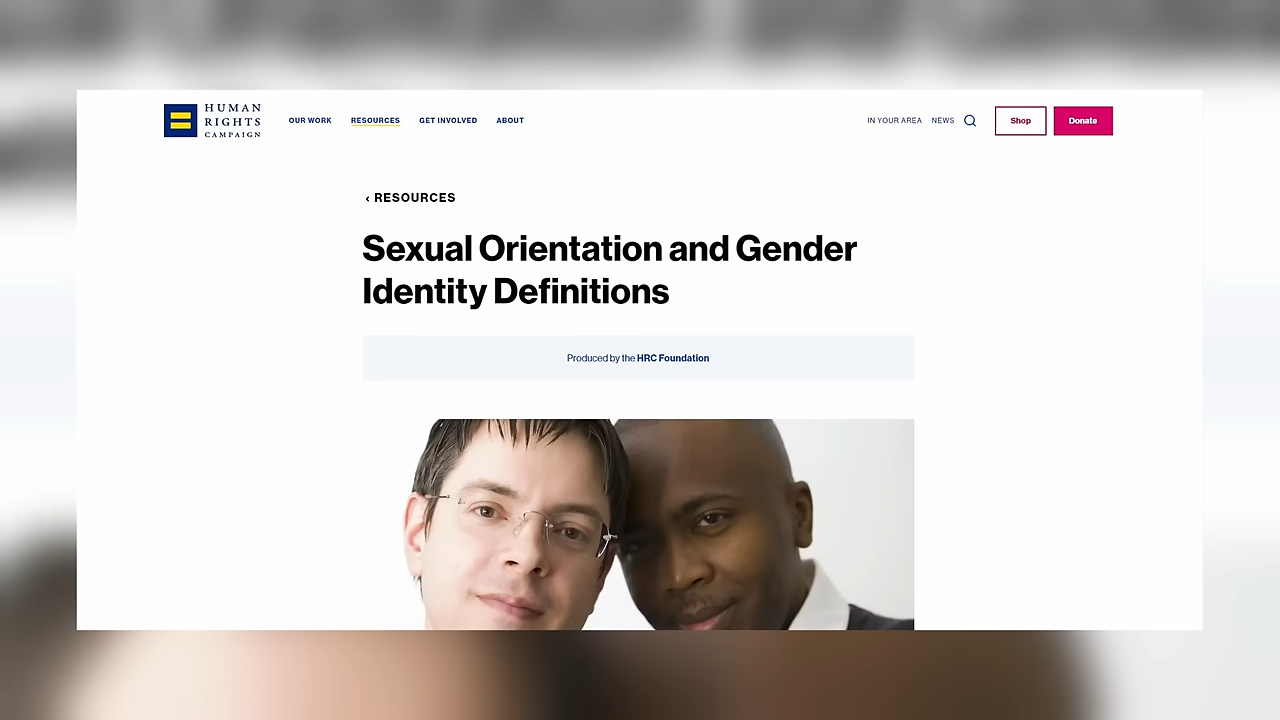 HUMAN
RIGHTS
CAMPAIGN
OUR WORK RESOURCES GET INVOLVED ABOUT
IN YOUR AREA NEWS Shop Donate
‹ RESOURCES
Sexual Orientation and Gender
Identity Definitions
Produced by the HRC Foundation